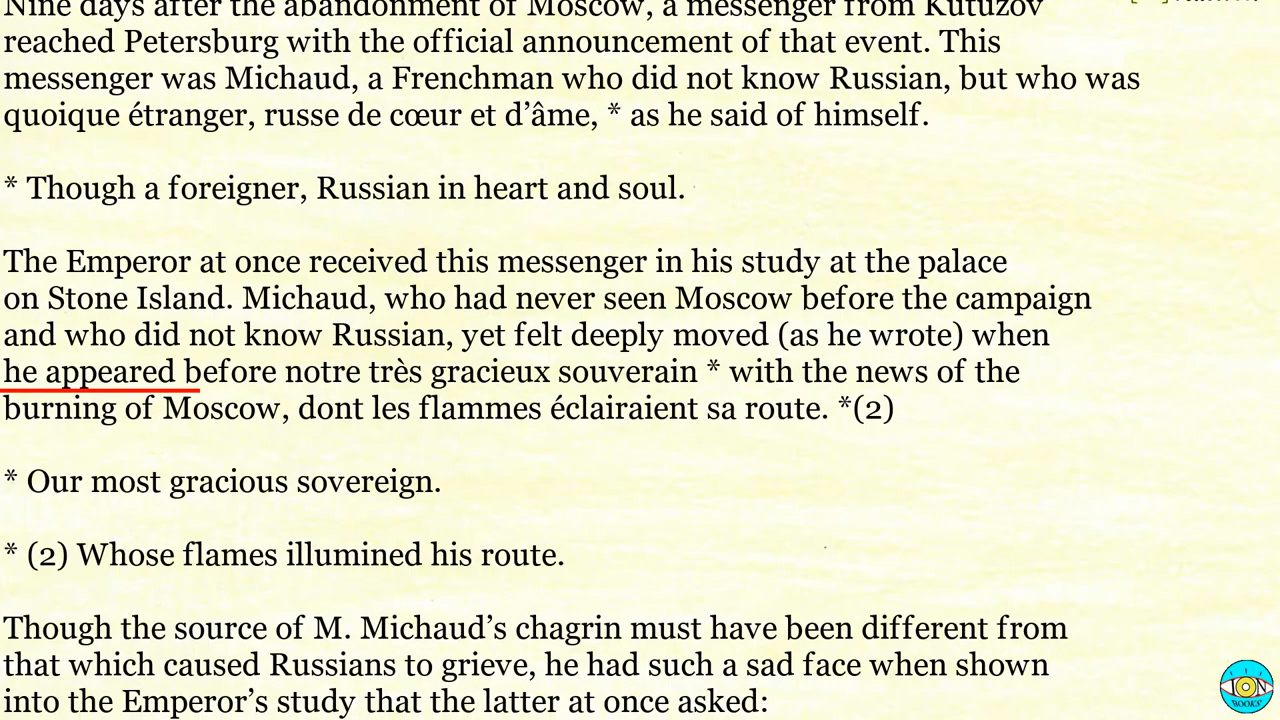 Nine days after the abandonment of Moscow, a messenger from Kutuzov
reached Petersburg with the official announcement of that event. This
messenger was Michaud, a Frenchman who did not know Russian, but who was
quoique étranger, russe de cœur et d’âme, * as he said of himself.
* Though a foreigner, Russian in heart and soul.
The Emperor at once received this messenger in his study at the palace
on Stone Island. Michaud, who had never seen Moscow before the campaign
and who did not know Russian, yet felt deeply moved (as he wrote) when
he appeared before notre très gracieux souverain * with the news of the
burning of Moscow, dont les flammes éclairaient sa route. *(2)
* Our most gracious sovereign.
* (2) Whose flames illumined his route.
Though the source of M. Michaud’s chagrin must have been different from
that which caused Russians to grieve, he had such a sad face when shown
into the Emperor’s study that the latter at once asked:
ION
BOOKS